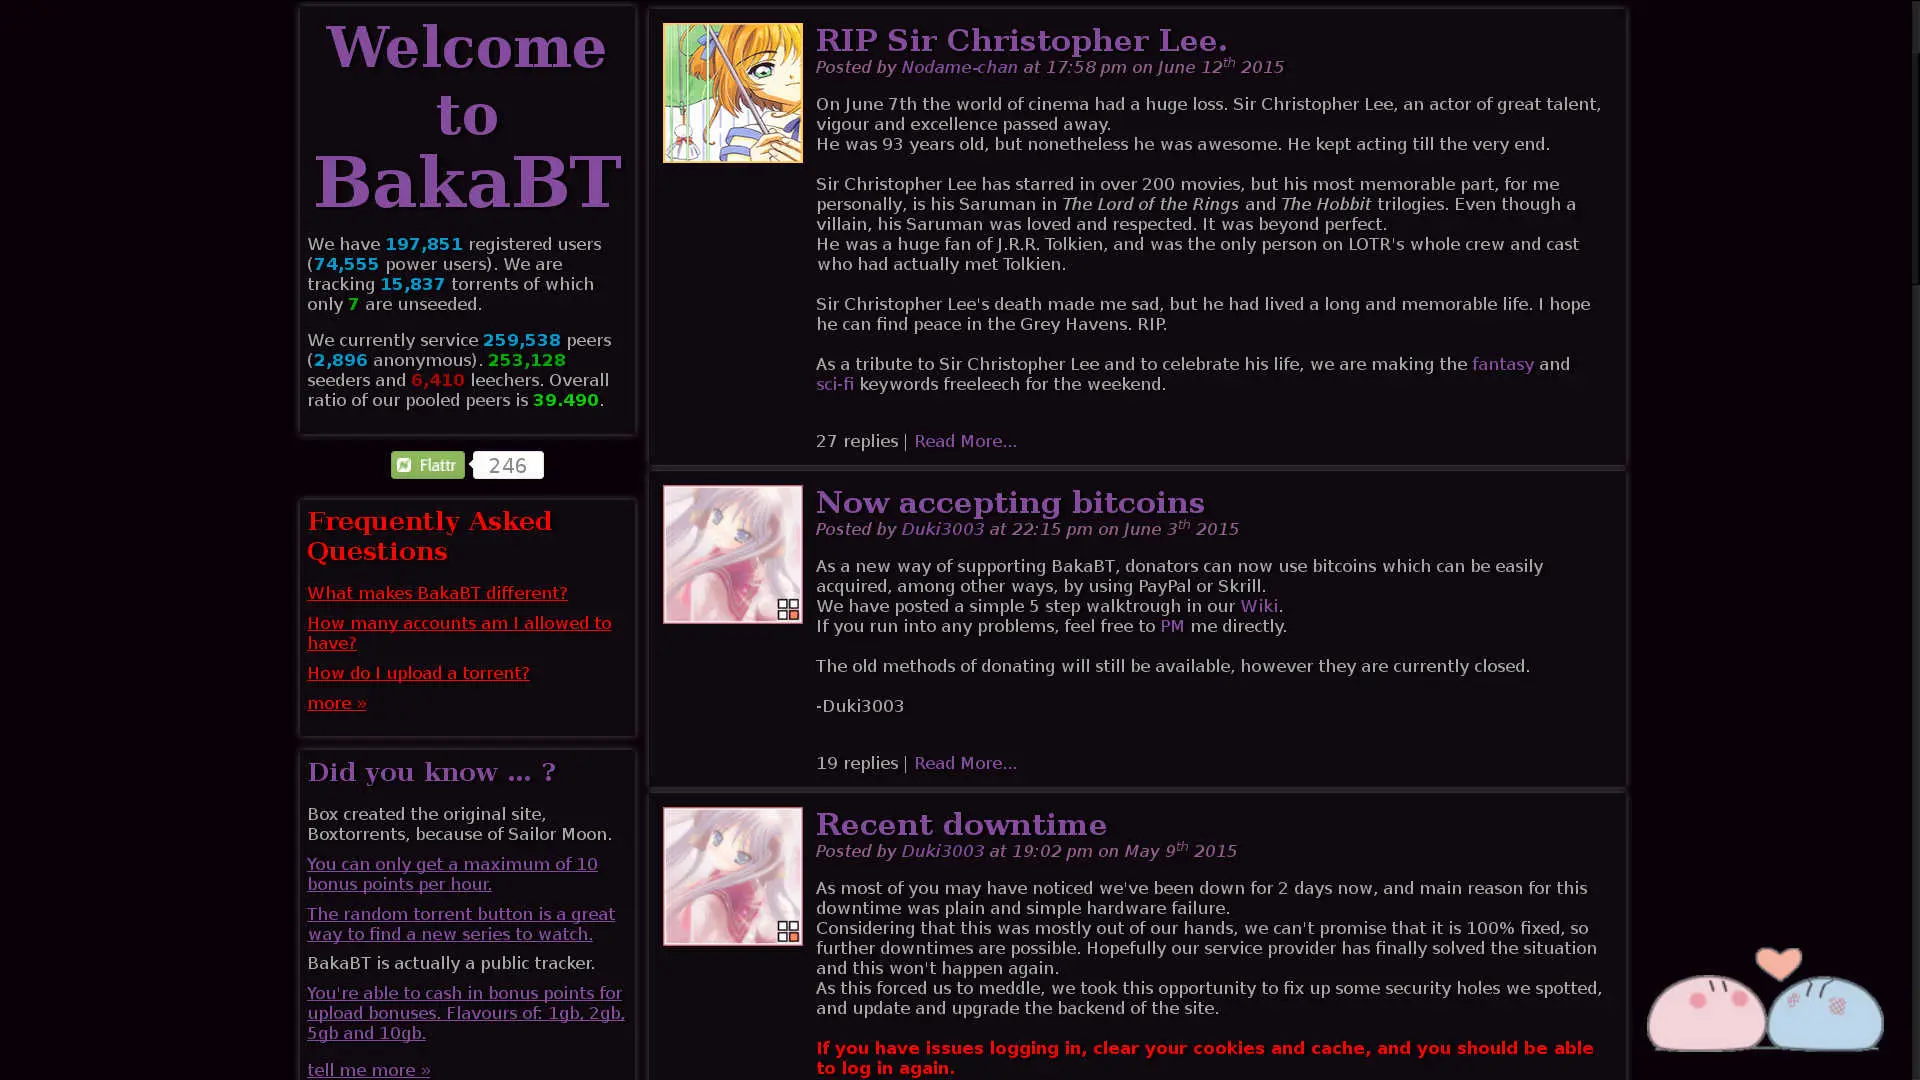 Welcome
to
BakaBT
We have 197,851 registered users
(74,555 power users). We are
tracking 15,837 torrents of which
only 7 are unseeded.
We currently service 259,538 peers
(2,896 anonymous). 253,128
seeders and 6,410 leechers. Overall
ratio of our pooled peers is 39.490.
Flattr 246
Frequently Asked
Questions
What makes BakaBT different?
How many accounts am I allowed to
have?
How do I upload a torrent?
more »
Did you know ... ?
Box created the original site,
Boxtorrents, because of Sailor Moon.
You can only get a maximum of 10
bonus points per hour.
The random torrent button is a great
way to find a new series to watch.
BakaBT is actually a public tracker.
You're able to cash in bonus points for
upload bonuses. Flavours of: 1gb, 2gb,
5gb and 10gb.
tell me more »
RIP Sir Christopher Lee.
Posted by Nodame-chan at 17:58 pm on June 12th 2015
On June 7th the world of cinema had a huge loss. Sir Christopher Lee, an actor of great talent,
vigour and excellence passed away.
He was 93 years old, but nonetheless he was awesome. He kept acting till the very end.
Sir Christopher Lee has starred in over 200 movies, but his most memorable part, for me
personally, is his Saruman in The Lord of the Rings and The Hobbit trilogies. Even though a
villain, his Saruman was loved and respected. It was beyond perfect.
He was a huge fan of J.R.R. Tolkien, and was the only person on LOTR's whole crew and cast
who had actually met Tolkien.
Sir Christopher Lee's death made me sad, but he had lived a long and memorable life. I hope
he can find peace in the Grey Havens. RIP.
As a tribute to Sir Christopher Lee and to celebrate his life, we are making the fantasy and
sci-fi keywords freeleech for the weekend.
27 replies | Read More...
Now accepting bitcoins
Posted by Duki3003 at 22:15 pm on June 3th 2015
As a new way of supporting BakaBT, donators can now use bitcoins which can be easily
acquired, among other ways, by using PayPal or Skrill.
We have posted a simple 5 step walktrough in our Wiki.
If you run into any problems, feel free to PM me directly.
The old methods of donating will still be available, however they are currently closed.
-Duki3003
19 replies | Read More...
Recent downtime
Posted by Duki3003 at 19:02 pm on May 9th 2015
As most of you may have noticed we've been down for 2 days now, and main reason for this
downtime was plain and simple hardware failure.
Considering that this was mostly out of our hands, we can't promise that it is 100% fixed, so
further downtimes are possible. Hopefully our service provider has finally solved the situation
and this won't happen again.
As this forced us to meddle, we took this opportunity to fix up some security holes we spotted,
and update and upgrade the backend of the site.
If you have issues logging in, clear your cookies and cache, and you should be able
to log in again.